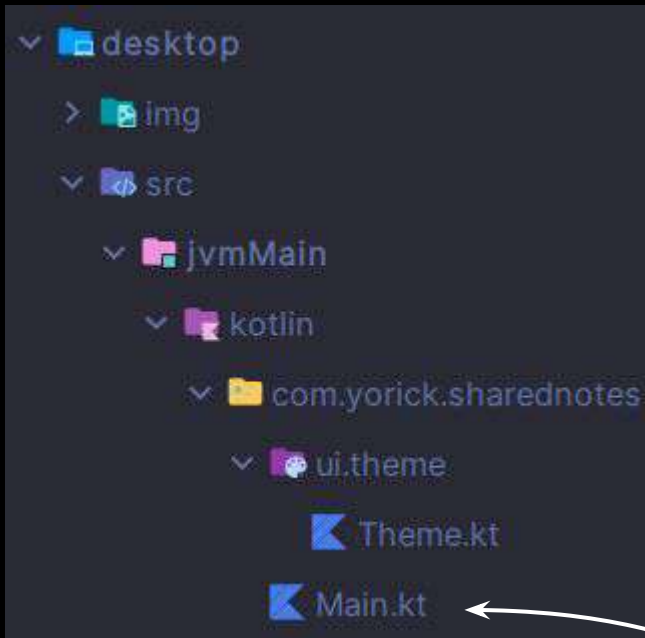 desktop
img
src
jvmMain
kotlin
com.yorick.sharednotes
ui.theme
Theme.kt
Main.kt